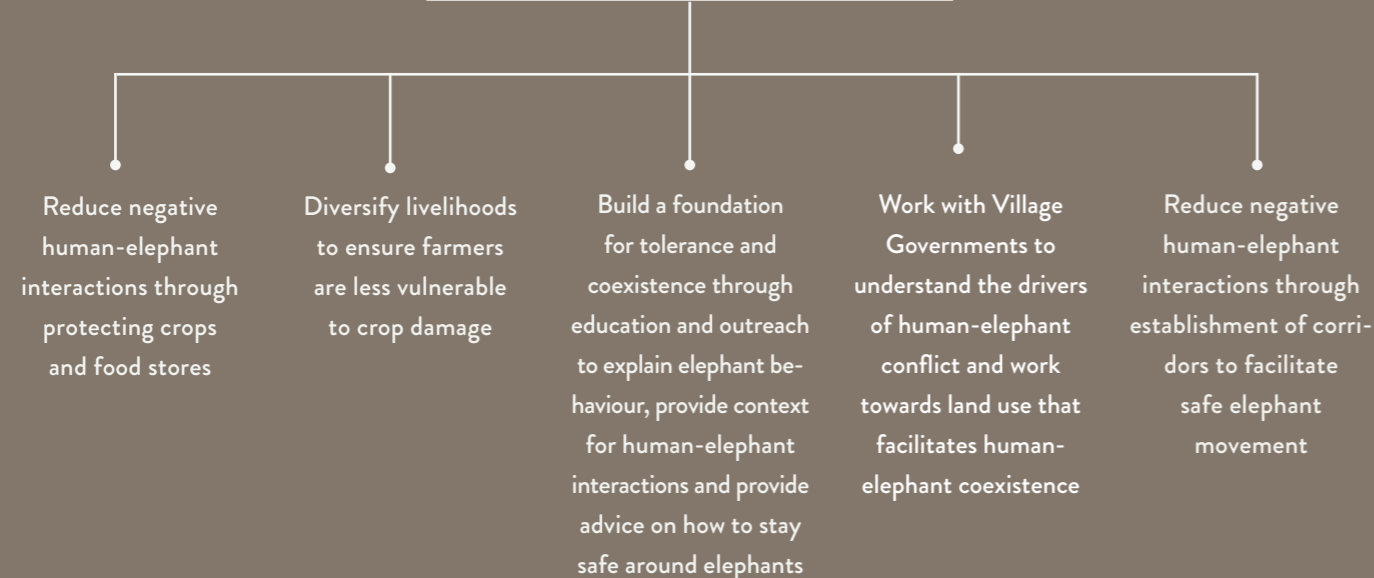 Reduce negative
human-elephant
interactions through
protecting crops
and food stores
Diversify livelihoods
to ensure farmers
are less vulnerable
to crop damage
Build a foundation
for tolerance and
coexistence through
education and outreach
to explain elephant be-
haviour, provide context
for human-elephant
interactions and provide
advice on how to stay
safe around elephants
Work with Village
Governments to
understand the drivers
of human-elephant
conflict and work
towards land use that
facilitates human-
elephant coexistence
Reduce negative
human-elephant
interactions through
establishment of corri-
dors to facilitate
safe elephant
movement